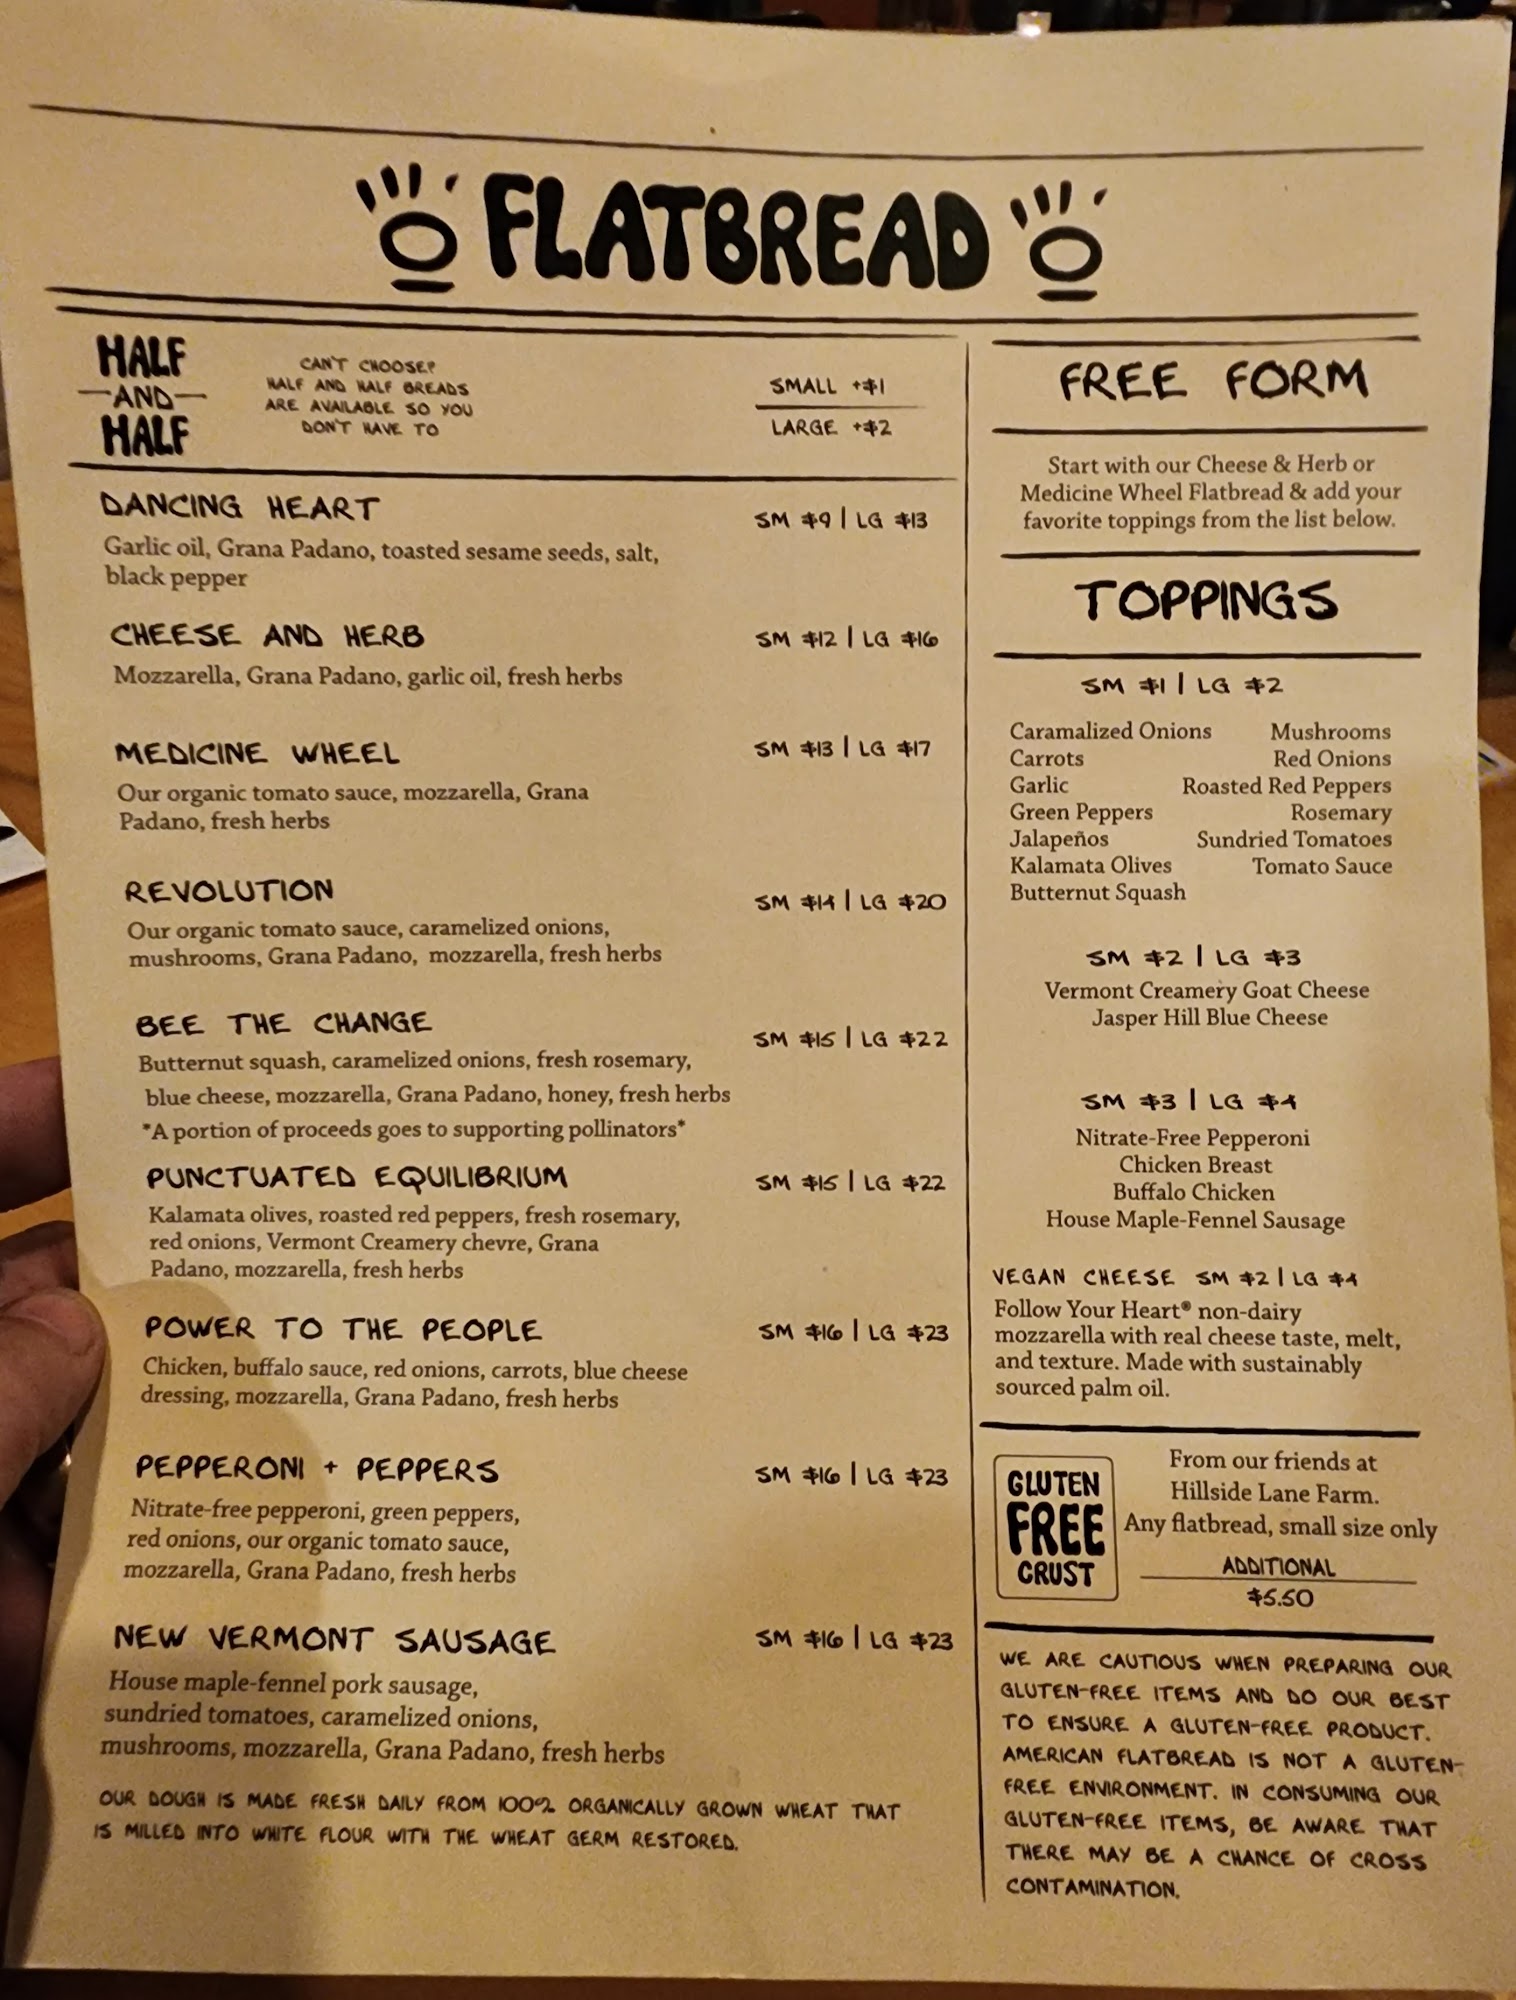 FLATBREAD
HALF
AND
HALF
CAN'T CHOOSE?
HALF AND HALF BREADS
ARE AVAILABLE SO YOU
DON'T HAVE TO
SMALL +$1
LARGE +$2
DANCING HEART
SM $9 | LG $13
Garlic oil, Grana Padano, toasted sesame seeds, salt,
black pepper
CHEESE AND HERB
SM $12 | LG $16
Mozzarella, Grana Padano, garlic oil, fresh herbs
MEDICINE WHEEL
SM $13 | LG $17
Our organic tomato sauce, mozzarella, Grana
Padano, fresh herbs
REVOLUTION
SM $14 | LG $20
Our organic tomato sauce, caramelized onions,
mushrooms, Grana Padano, mozzarella, fresh herbs
BEE THE CHANGE
SM $15 | LG $22
Butternut squash, caramelized onions, fresh rosemary,
blue cheese, mozzarella, Grana Padano, honey, fresh herbs
*A portion of proceeds goes to supporting pollinators*
PUNCTUATED EQUILIBRIUM
SM $15 | LG $22
Kalamata olives, roasted red peppers, fresh rosemary,
red onions, Vermont Creamery chevre, Grana
Padano, mozzarella, fresh herbs
POWER TO THE PEOPLE
SM $16 | LG $23
Chicken, buffalo sauce, red onions, carrots, blue cheese
dressing, mozzarella, Grana Padano, fresh herbs
PEPPERONI + PEPPERS
SM $16 | LG $23
Nitrate-free pepperoni, green peppers,
red onions, our organic tomato sauce,
mozzarella, Grana Padano, fresh herbs
NEW VERMONT SAUSAGE
SM $16 | LG $23
House maple-fennel pork sausage,
sundried tomatoes, caramelized onions,
mushrooms, mozzarella, Grana Padano, fresh herbs
OUR DOUGH IS MADE FRESH DAILY FROM 100% ORGANICALLY GROWN WHEAT THAT
IS MILLED INTO WHITE FLOUR WITH THE WHEAT GERM RESTORED.
FREE FORM
Start with our Cheese & Herb or
Medicine Wheel Flatbread & add your
favorite toppings from the list below.
TOPPINGS
SM $1 | LG $2
Caramalized Onions Mushrooms
Carrots Red Onions
Garlic Roasted Red Peppers
Green Peppers Rosemary
Jalapeños Sundried Tomatoes
Kalamata Olives Tomato Sauce
Butternut Squash
SM $2 | LG $3
Vermont Creamery Goat Cheese
Jasper Hill Blue Cheese
SM $3 | LG $4
Nitrate-Free Pepperoni
Chicken Breast
Buffalo Chicken
House Maple-Fennel Sausage
VEGAN CHEESE SM $2 | LG $4
Follow Your Heart® non-dairy
mozzarella with real cheese taste, melt,
and texture. Made with sustainably
sourced palm oil.
GLUTEN
FREE
CRUST
From our friends at
Hillside Lane Farm.
Any flatbread, small size only
ADDITIONAL
$5.50
WE ARE CAUTIOUS WHEN PREPARING OUR
GLUTEN-FREE ITEMS AND DO OUR BEST
TO ENSURE A GLUTEN-FREE PRODUCT.
AMERICAN FLATBREAD IS NOT A GLUTEN-
FREE ENVIRONMENT. IN CONSUMING OUR
GLUTEN-FREE ITEMS, BE AWARE THAT
THERE MAY BE A CHANCE OF CROSS
CONTAMINATION.